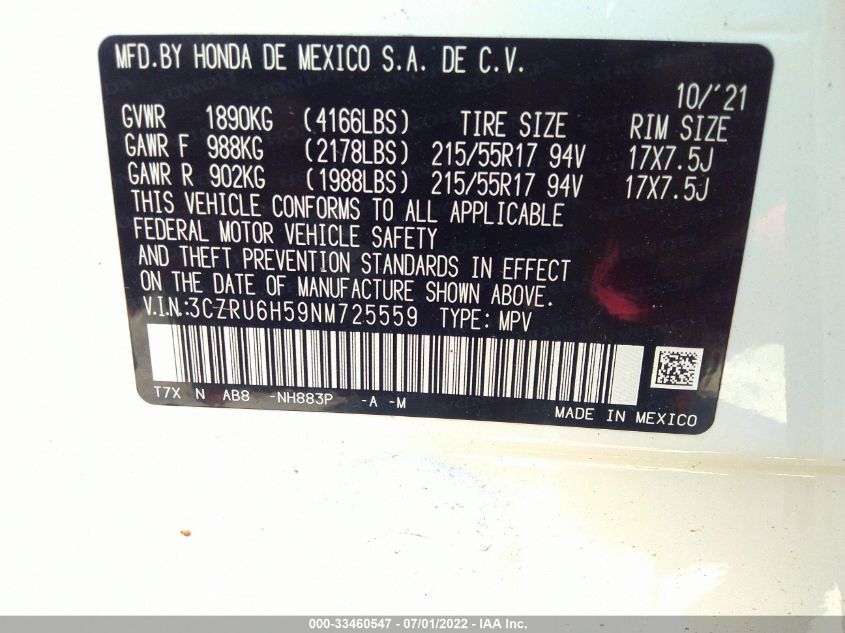 MFD.BY HONDA DE MEXICO S.A. DE C.V.
10/'21
GVWR 1890KG (4166LBS) TIRE SIZE RIM SIZE
GAWR F 988KG (2178LBS) 215/55R17 94V 17X7.5J
GAWR R 902KG (1988LBS) 215/55R17 94V 17X7.5J
THIS VEHICLE CONFORMS TO ALL APPLICABLE
FEDERAL MOTOR VEHICLE SAFETY
AND THEFT PREVENTION STANDARDS IN EFFECT
ON THE DATE OF MANUFACTURE SHOWN ABOVE.
V.I.N.:3CZRU6H59NM725559 TYPE: MPV
T7X N AB8 -NH883P -A -M
MADE IN MEXICO
000-33460547 - 07/01/2022 - IAA Inc.